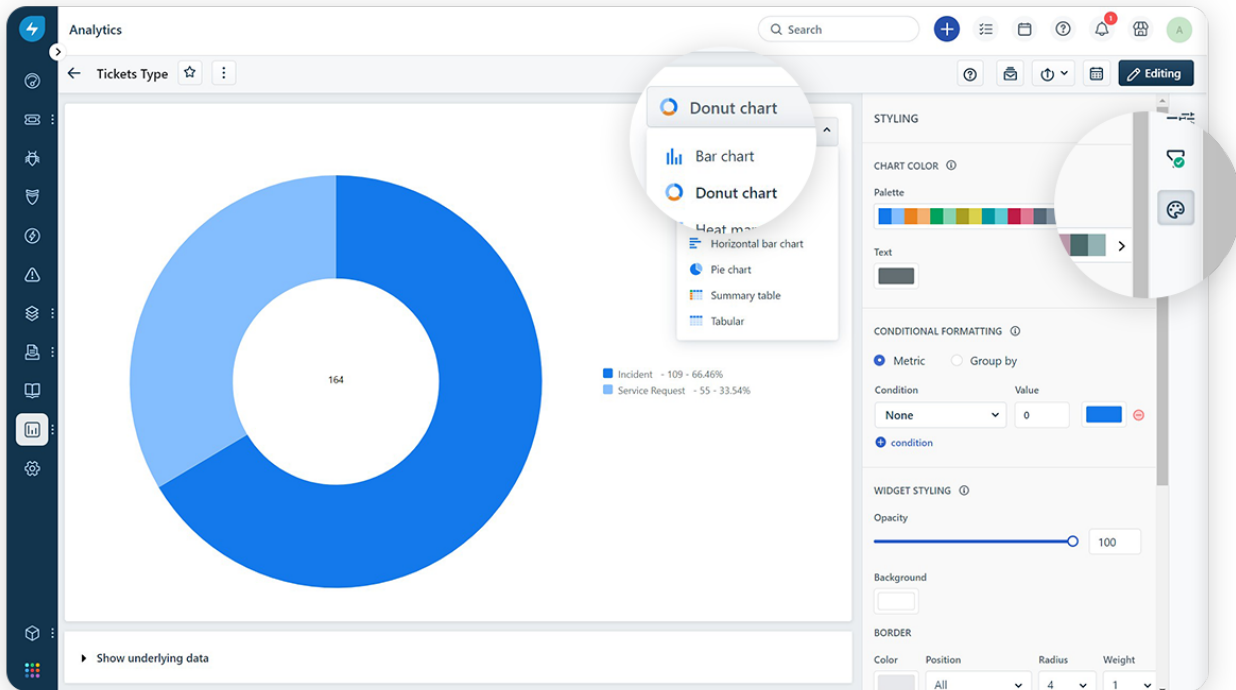 Analytics
Search
1
A
Tickets Type
Editing
Donut chart
Bar chart
Donut chart
Heat
Horizontal bar chart
Pie chart
Summary table
Tabular
164
Incident - 109 - 66.46%
Service Request - 55 - 33.54%
Show underlying data
STYLING
CHART COLOR
Palette
Text
CONDITIONAL FORMATTING
Metric Group by
Condition Value
None 0
condition
WIDGET STYLING
Opacity
100
Background
BORDER
Color Position Radius Weight
All 4 1